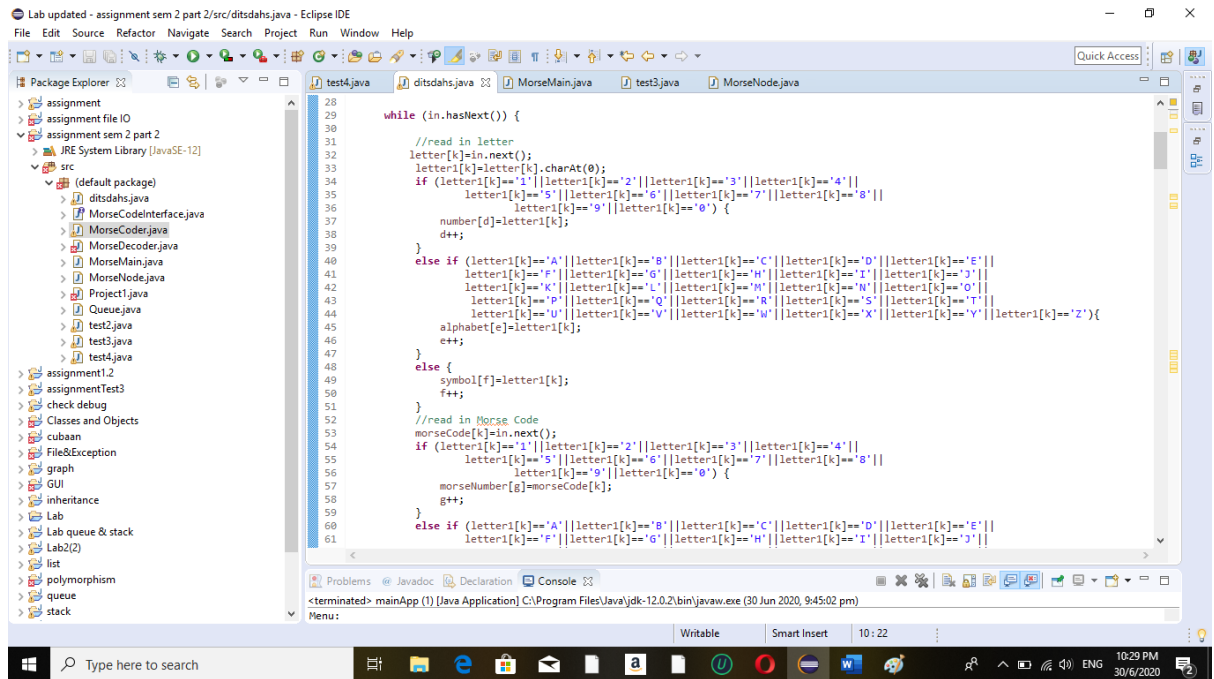 Lab updated - assignment sem 2 part 2/src/ditsdahs.java - Eclipse IDE
File Edit Source Refactor Navigate Search Project Run Window Help
Quick Access
Package Explorer
test4.java ditsdahs.java MorseMain.java test3.java MorseNode.java
assignment
assignment file IO
assignment sem 2 part 2
JRE System Library [JavaSE-12]
src
(default package)
ditsdahs.java
MorseCodeInterface.java
MorseCoder.java
MorseDecoder.java
MorseMain.java
MorseNode.java
Project1.java
Queue.java
test2.java
test3.java
test4.java
assignment1.2
assignmentTest3
check debug
Classes and Objects
cubaan
File&Exception
graph
GUI
inheritance
Lab
Lab queue & stack
Lab2(2)
list
polymorphism
queue
stack
28
29 while (in.hasNext()) {
30
31 //read in letter
32 letter[k]=in.next();
33 letter1[k]=letter[k].charAt(0);
34 if (letter1[k]=='1'||letter1[k]=='2'||letter1[k]=='3'||letter1[k]=='4'||
35 letter1[k]=='5'||letter1[k]=='6'||letter1[k]=='7'||letter1[k]=='8'||
36 letter1[k]=='9'||letter1[k]=='0') {
37 number[d]=letter1[k];
38 d++;
39 }
40 else if (letter1[k]=='A'||letter1[k]=='B'||letter1[k]=='C'||letter1[k]=='D'||letter1[k]=='E'||
41 letter1[k]=='F'||letter1[k]=='G'||letter1[k]=='H'||letter1[k]=='I'||letter1[k]=='J'||
42 letter1[k]=='K'||letter1[k]=='L'||letter1[k]=='M'||letter1[k]=='N'||letter1[k]=='O'||
43 letter1[k]=='P'||letter1[k]=='Q'||letter1[k]=='R'||letter1[k]=='S'||letter1[k]=='T'||
44 letter1[k]=='U'||letter1[k]=='V'||letter1[k]=='W'||letter1[k]=='X'||letter1[k]=='Y'||letter1[k]=='Z'){
45 alphabet[e]=letter1[k];
46 e++;
47 }
48 else {
49 symbol[f]=letter1[k];
50 f++;
51 }
52 //read in Morse Code
53 morseCode[k]=in.next();
54 if (letter1[k]=='1'||letter1[k]=='2'||letter1[k]=='3'||letter1[k]=='4'||
55 letter1[k]=='5'||letter1[k]=='6'||letter1[k]=='7'||letter1[k]=='8'||
56 letter1[k]=='9'||letter1[k]=='0') {
57 morseNumber[g]=morseCode[k];
58 g++;
59 }
60 else if (letter1[k]=='A'||letter1[k]=='B'||letter1[k]=='C'||letter1[k]=='D'||letter1[k]=='E'||
61 letter1[k]=='F'||letter1[k]=='G'||letter1[k]=='H'||letter1[k]=='I'||letter1[k]=='J'||
Problems Javadoc Declaration Console
<terminated> mainApp (1) [Java Application] C:\Program Files\Java\jdk-12.0.2\bin\javaw.exe (30 Jun 2020, 9:45:02 pm)
Menu:
Writable Smart Insert 10 : 22
Type here to search
ENG
10:29 PM
30/6/2020